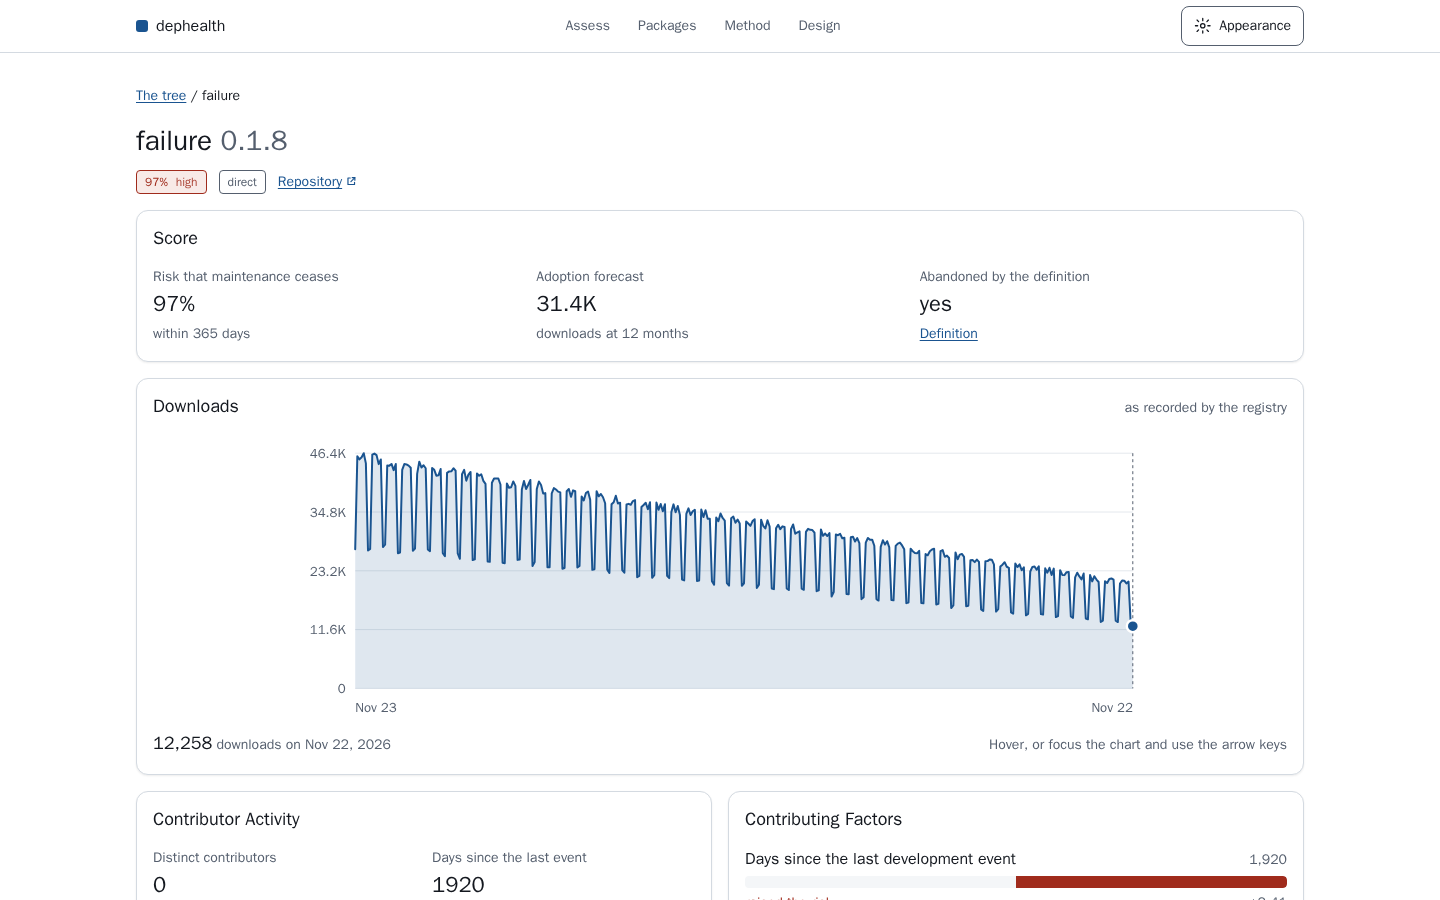 dephealth
Assess
Packages
Method
Design
Appearance
The tree / failure
failure 0.1.8
97% high
direct
Repository
Score
Risk that maintenance ceases
97%
within 365 days
Adoption forecast
31.4K
downloads at 12 months
Abandoned by the definition
yes
Definition
Downloads
as recorded by the registry
46.4K
34.8K
23.2K
11.6K
0
Nov 23
Nov 22
12,258 downloads on Nov 22, 2026
Hover, or focus the chart and use the arrow keys
Contributor Activity
Distinct contributors
0
Days since the last event
1920
Contributing Factors
Days since the last development event
1,920